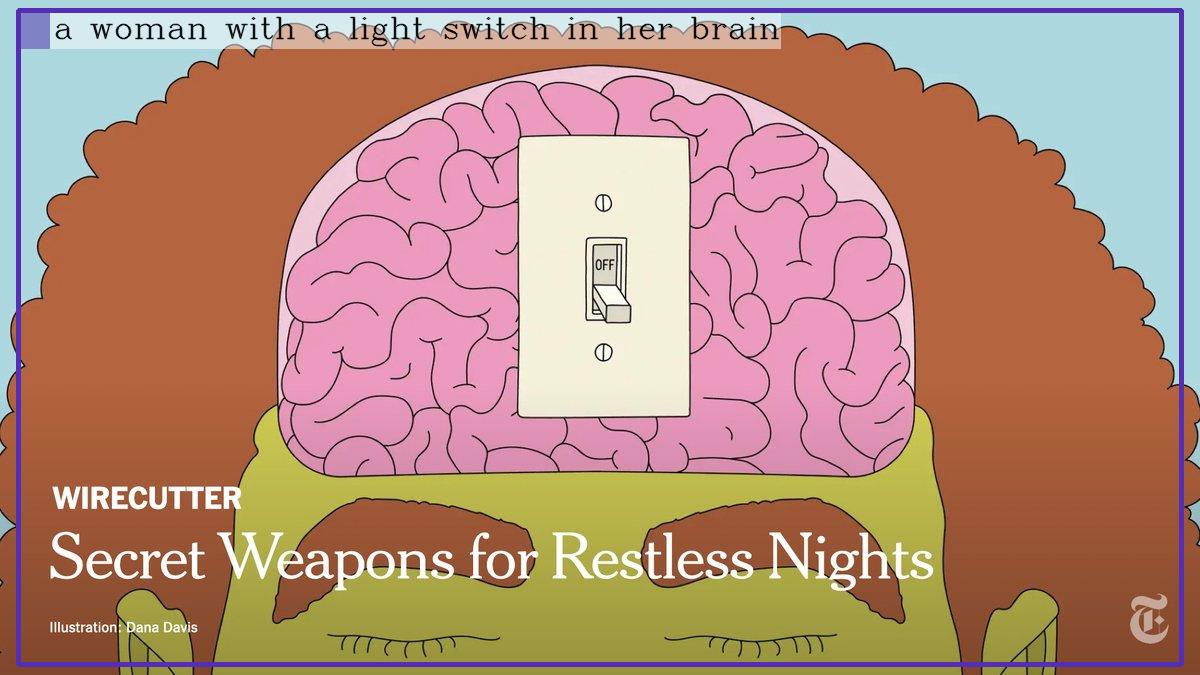 a woman with a light switch in her brain
OFF
WIRECUTTER
Secret Weapons for Restless Nights
Illustration: Dana Davis
T